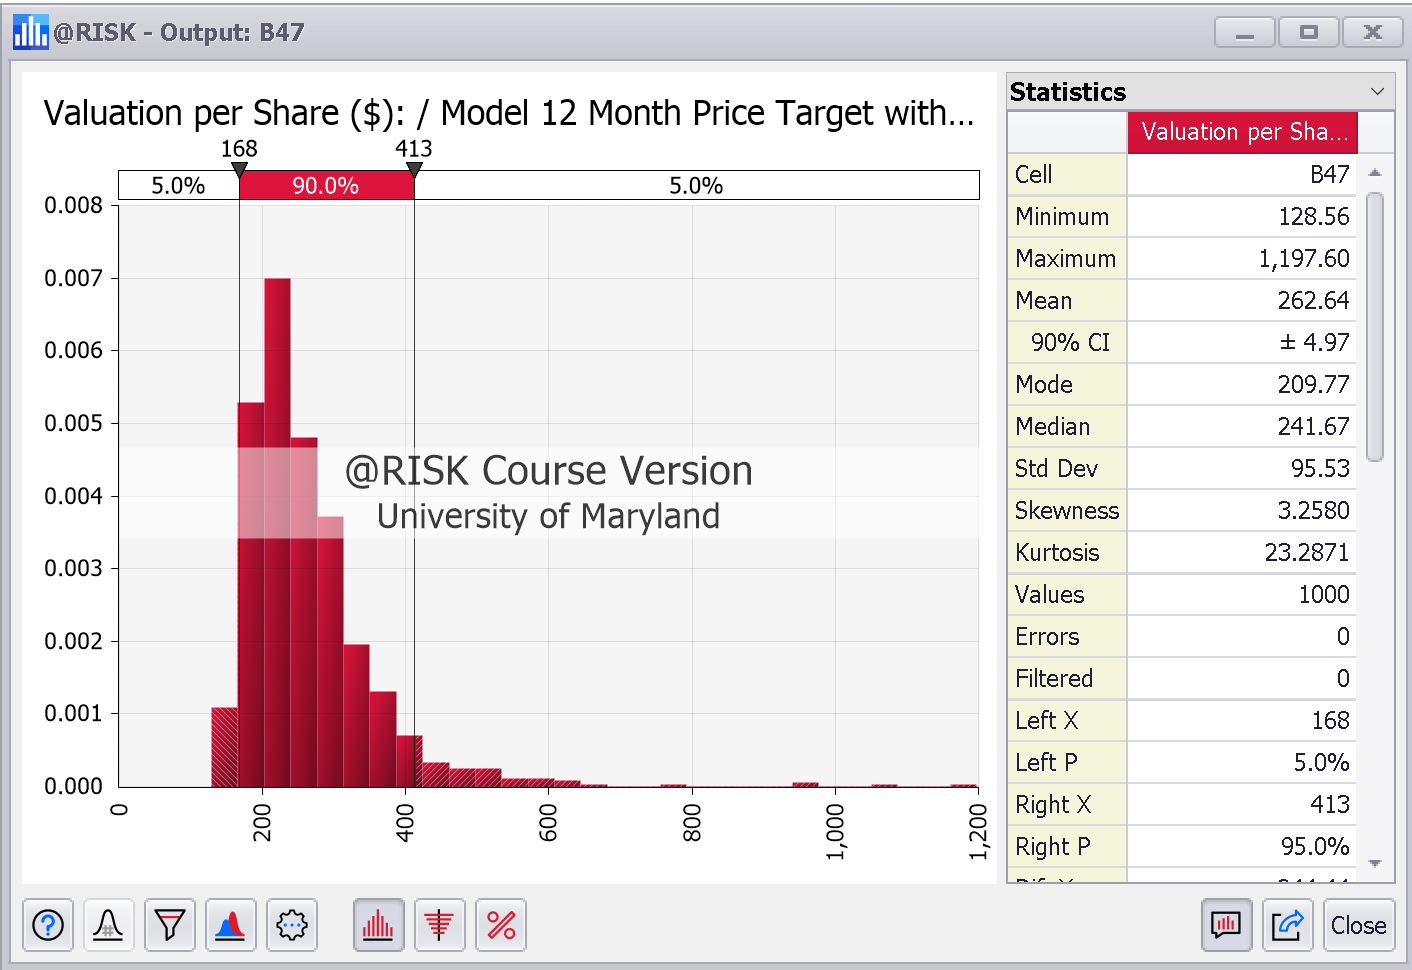 @RISK - Output: B47
Valuation per Share ($): / Model 12 Month Price Target with...
168 413
5.0% 90.0% 5.0%
0.008
0.007
0.006
0.005
0.004
0.003
0.002
0.001
0.000
@RISK Course Version
University of Maryland
0 200 400 600 800 1,000 1,200
Statistics
Valuation per Sha...
Cell B47
Minimum 128.56
Maximum 1,197.60
Mean 262.64
90% CI ± 4.97
Mode 209.77
Median 241.67
Std Dev 95.53
Skewness 3.2580
Kurtosis 23.2871
Values 1000
Errors 0
Filtered 0
Left X 168
Left P 5.0%
Right X 413
Right P 95.0%
Close